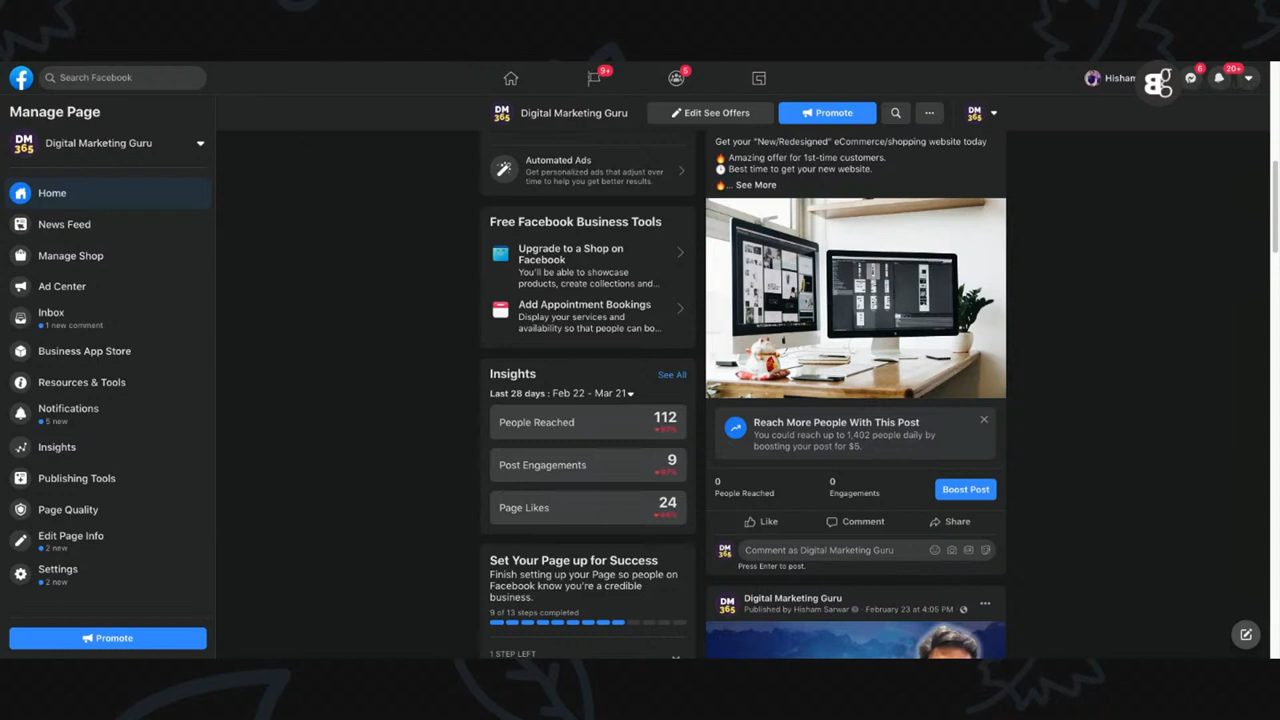 Search Facebook
9+
5
Hisham
ag
6
20+
Manage Page
DM
365
Digital Marketing Guru
Home
News Feed
Manage Shop
Ad Center
Inbox
1 new comment
Business App Store
Resources & Tools
Notifications
5 new
Insights
Publishing Tools
Page Quality
Edit Page Info
2 new
Settings
2 new
Promote
DM
365
Digital Marketing Guru
Edit See Offers
Promote
DM
365
Automated Ads
Get personalized ads that adjust over
time to help you get better results.
Free Facebook Business Tools
Upgrade to a Shop on
Facebook
You'll be able to showcase
products, create collections and...
Add Appointment Bookings
Display your services and
availability so that people can bo...
Insights
See All
Last 28 days : Feb 22 - Mar 21
People Reached
112
Post Engagements
9
Page Likes
24
Set Your Page up for Success
Finish setting up your Page so people on
Facebook know you're a credible
business.
9 of 13 steps completed
1 STEP LEFT
Get your "New/Redesigned" eCommerce/shopping website today
Amazing offer for 1st-time customers.
Best time to get your new website.
... See More
Reach More People With This Post
You could reach up to 1,402 people daily by
boosting your post for $5.
0
People Reached
0
Engagements
Boost Post
Like
Comment
Share
DM
365
Comment as Digital Marketing Guru
Press Enter to post.
DM
365
Digital Marketing Guru
Published by Hisham Sarwar
· February 23 at 4:05 PM ·